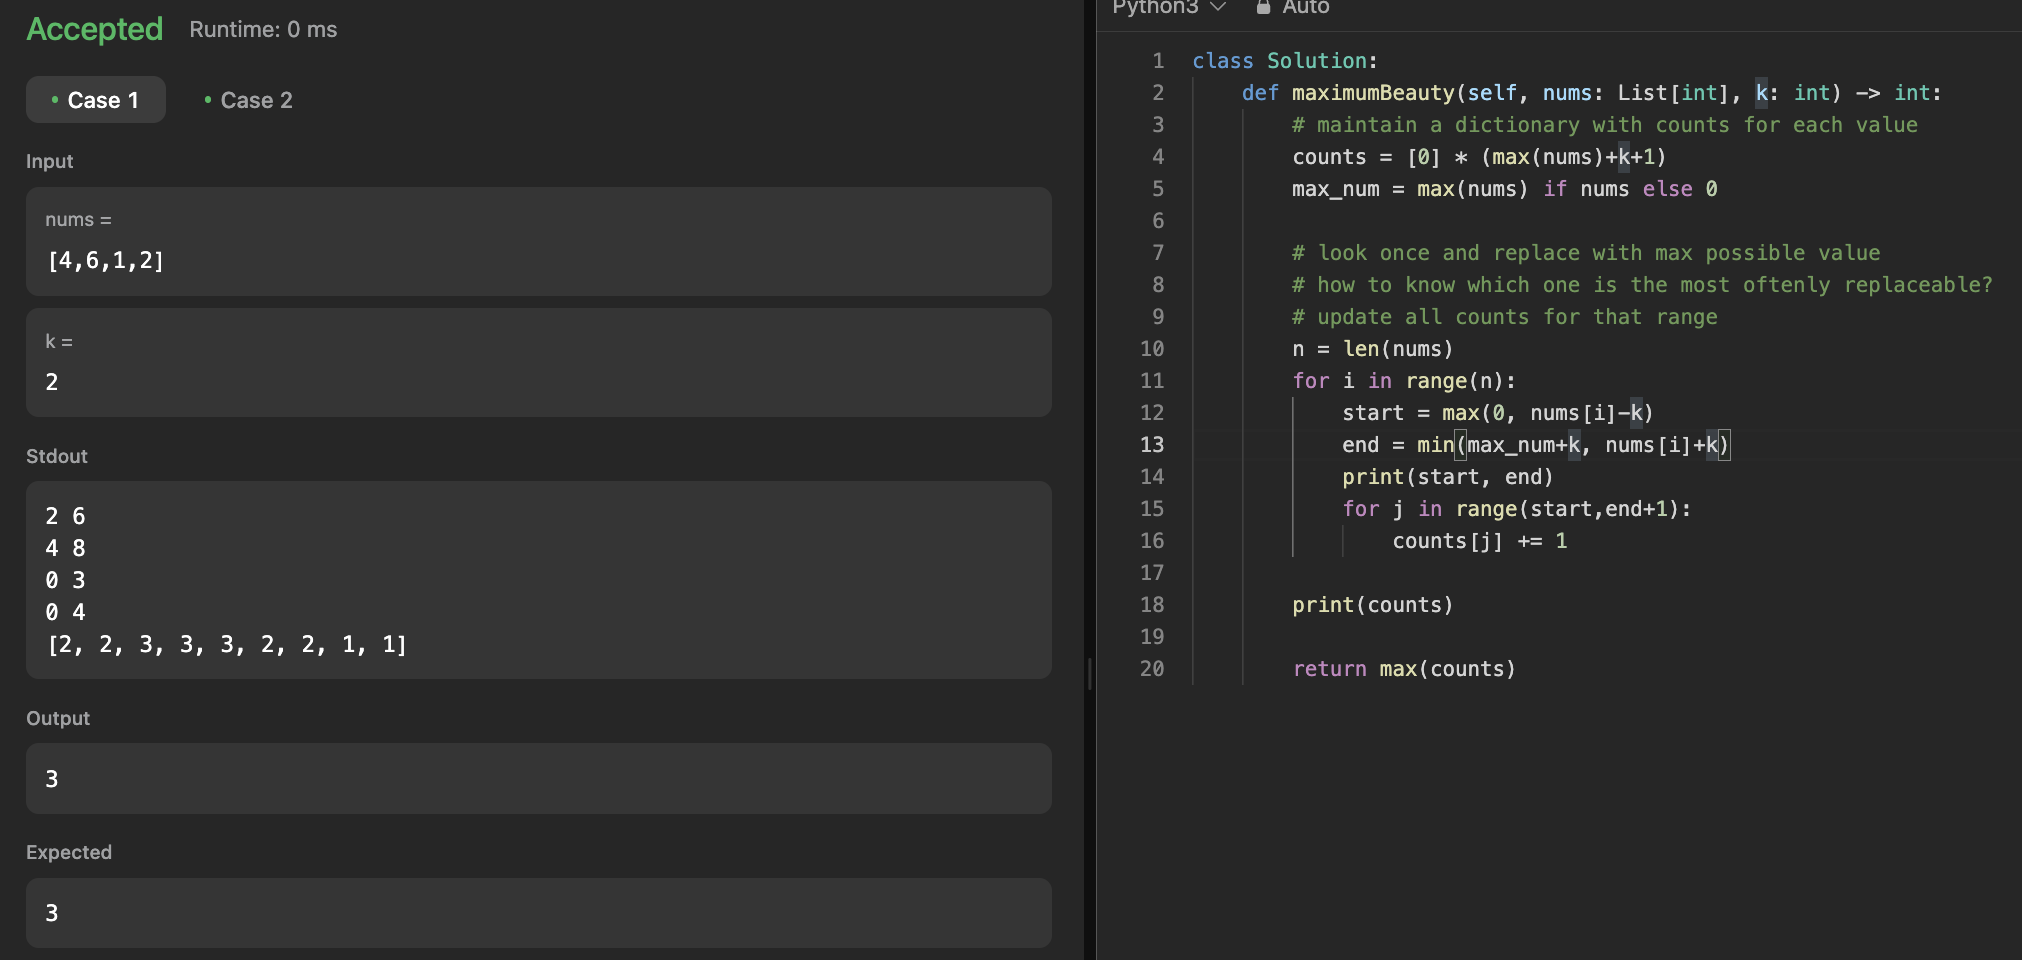 Accepted Runtime: 0 ms
• Case 1 • Case 2
Input
nums =
[4,6,1,2]
k =
2
Stdout
2 6
4 8
0 3
0 4
[2, 2, 3, 3, 3, 2, 2, 1, 1]
Output
3
Expected
3
Python3 Auto
1 class Solution:
2     def maximumBeauty(self, nums: List[int], k: int) -> int:
3         # maintain a dictionary with counts for each value
4         counts = [0] * (max(nums)+k+1)
5         max_num = max(nums) if nums else 0
6
7         # look once and replace with max possible value
8         # how to know which one is the most oftenly replaceable?
9         # update all counts for that range
10         n = len(nums)
11         for i in range(n):
12             start = max(0, nums[i]-k)
13             end = min(max_num+k, nums[i]+k)
14             print(start, end)
15             for j in range(start,end+1):
16                 counts[j] += 1
17
18         print(counts)
19
20         return max(counts)